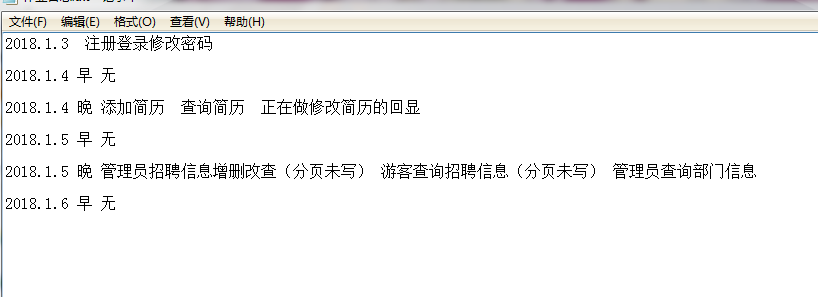 文件(F) 编辑(E) 格式(O) 查看(V) 帮助(H)
2018.1.3  注册登录修改密码
2018.1.4 早 无
2018.1.4 晚 添加简历  查询简历  正在做修改简历的回显
2018.1.5 早 无
2018.1.5 晚 管理员招聘信息增删改查（分页未写） 游客查询招聘信息（分页未写） 管理员查询部门信息
2018.1.6 早 无